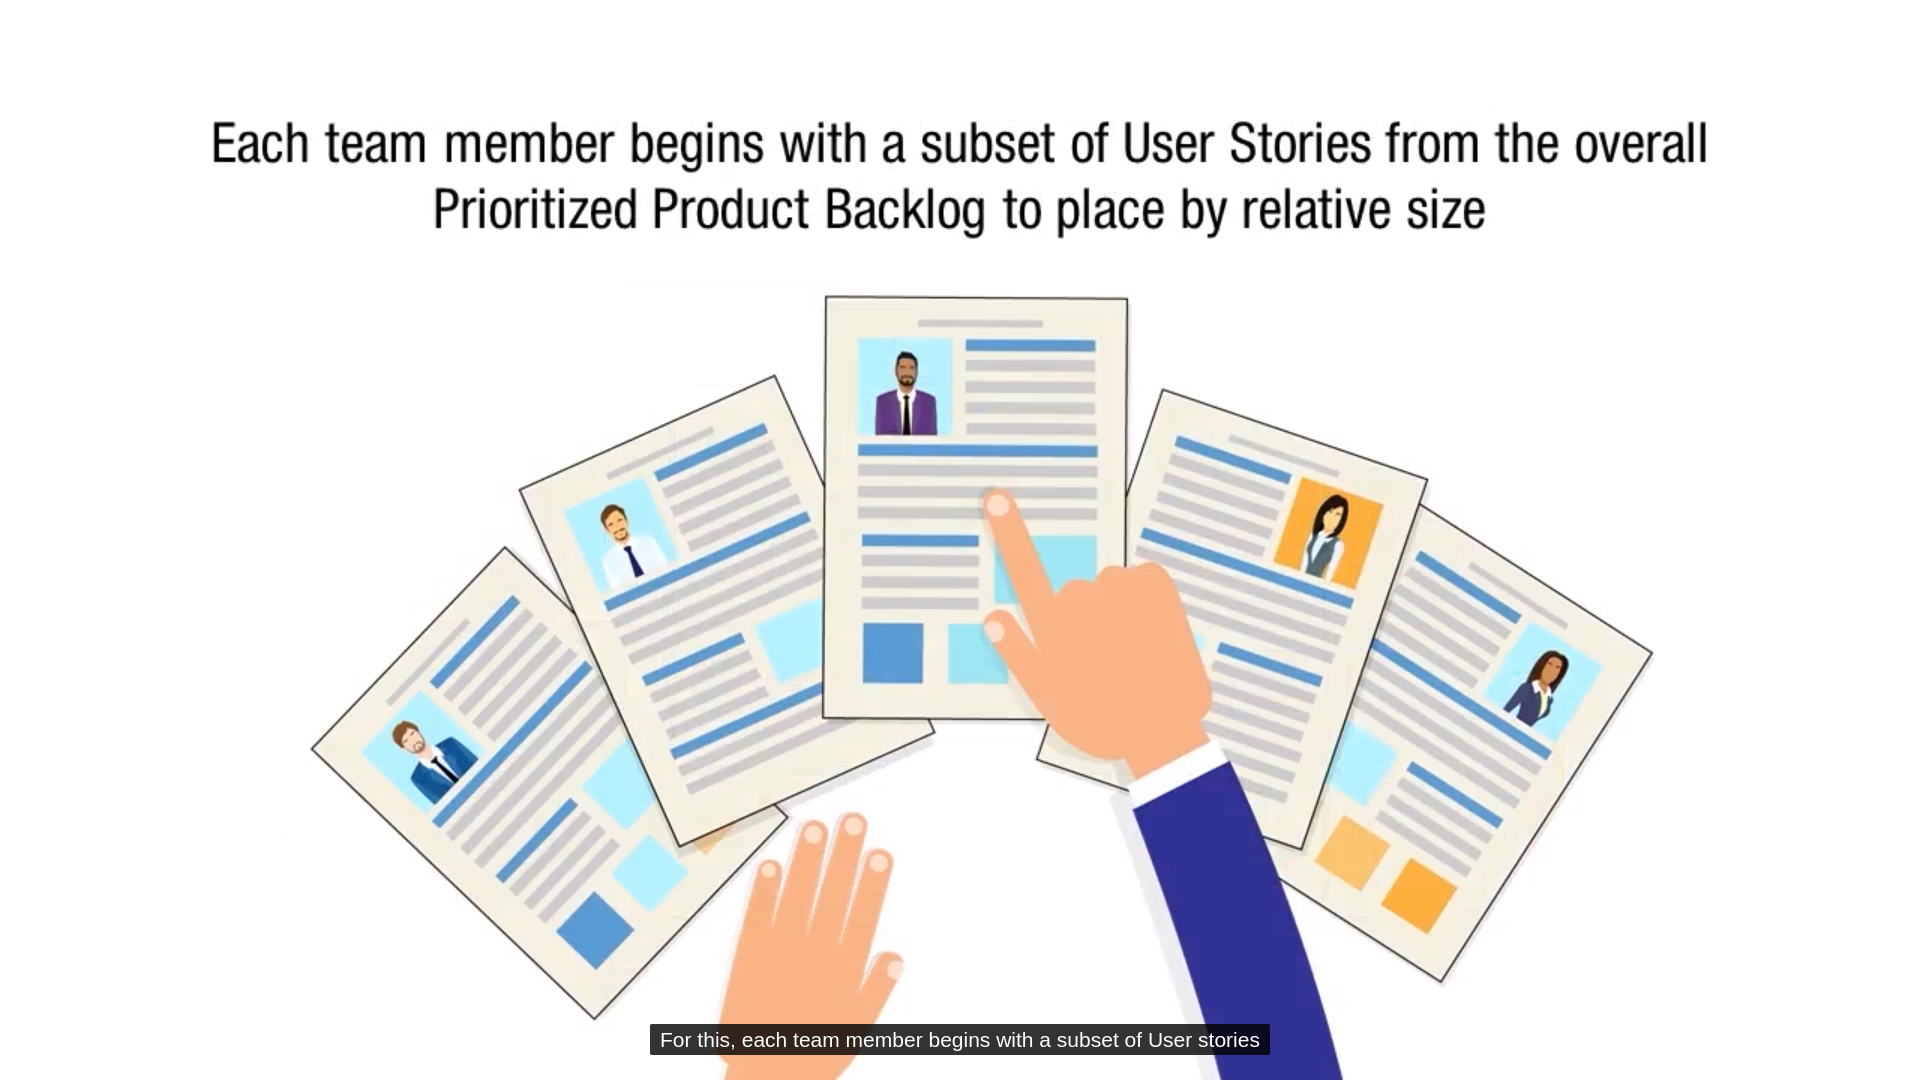 Each team member begins with a subset of User Stories from the overall
Prioritized Product Backlog to place by relative size
For this, each team member begins with a subset of User stories